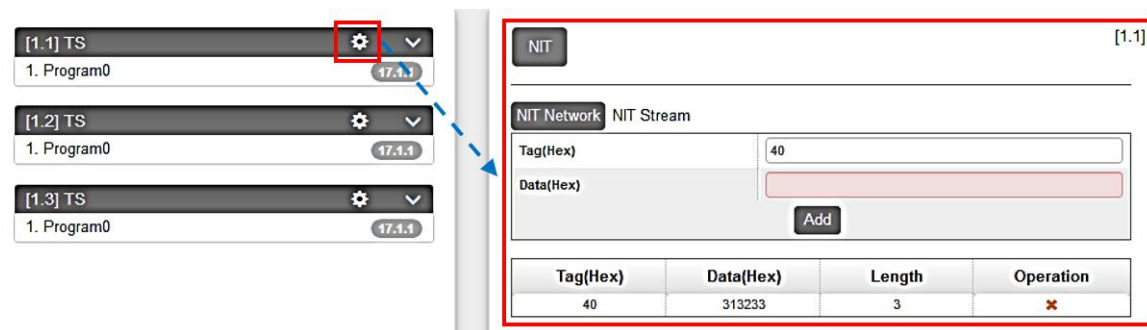 [1.1] TS
1. Program0 17.1.1
[1.2] TS
1. Program0 17.1.1
[1.3] TS
1. Program0 17.1.1
NIT [1.1]
NIT Network NIT Stream
Tag(Hex) 40
Data(Hex)
Add
Tag(Hex) Data(Hex) Length Operation
40 313233 3